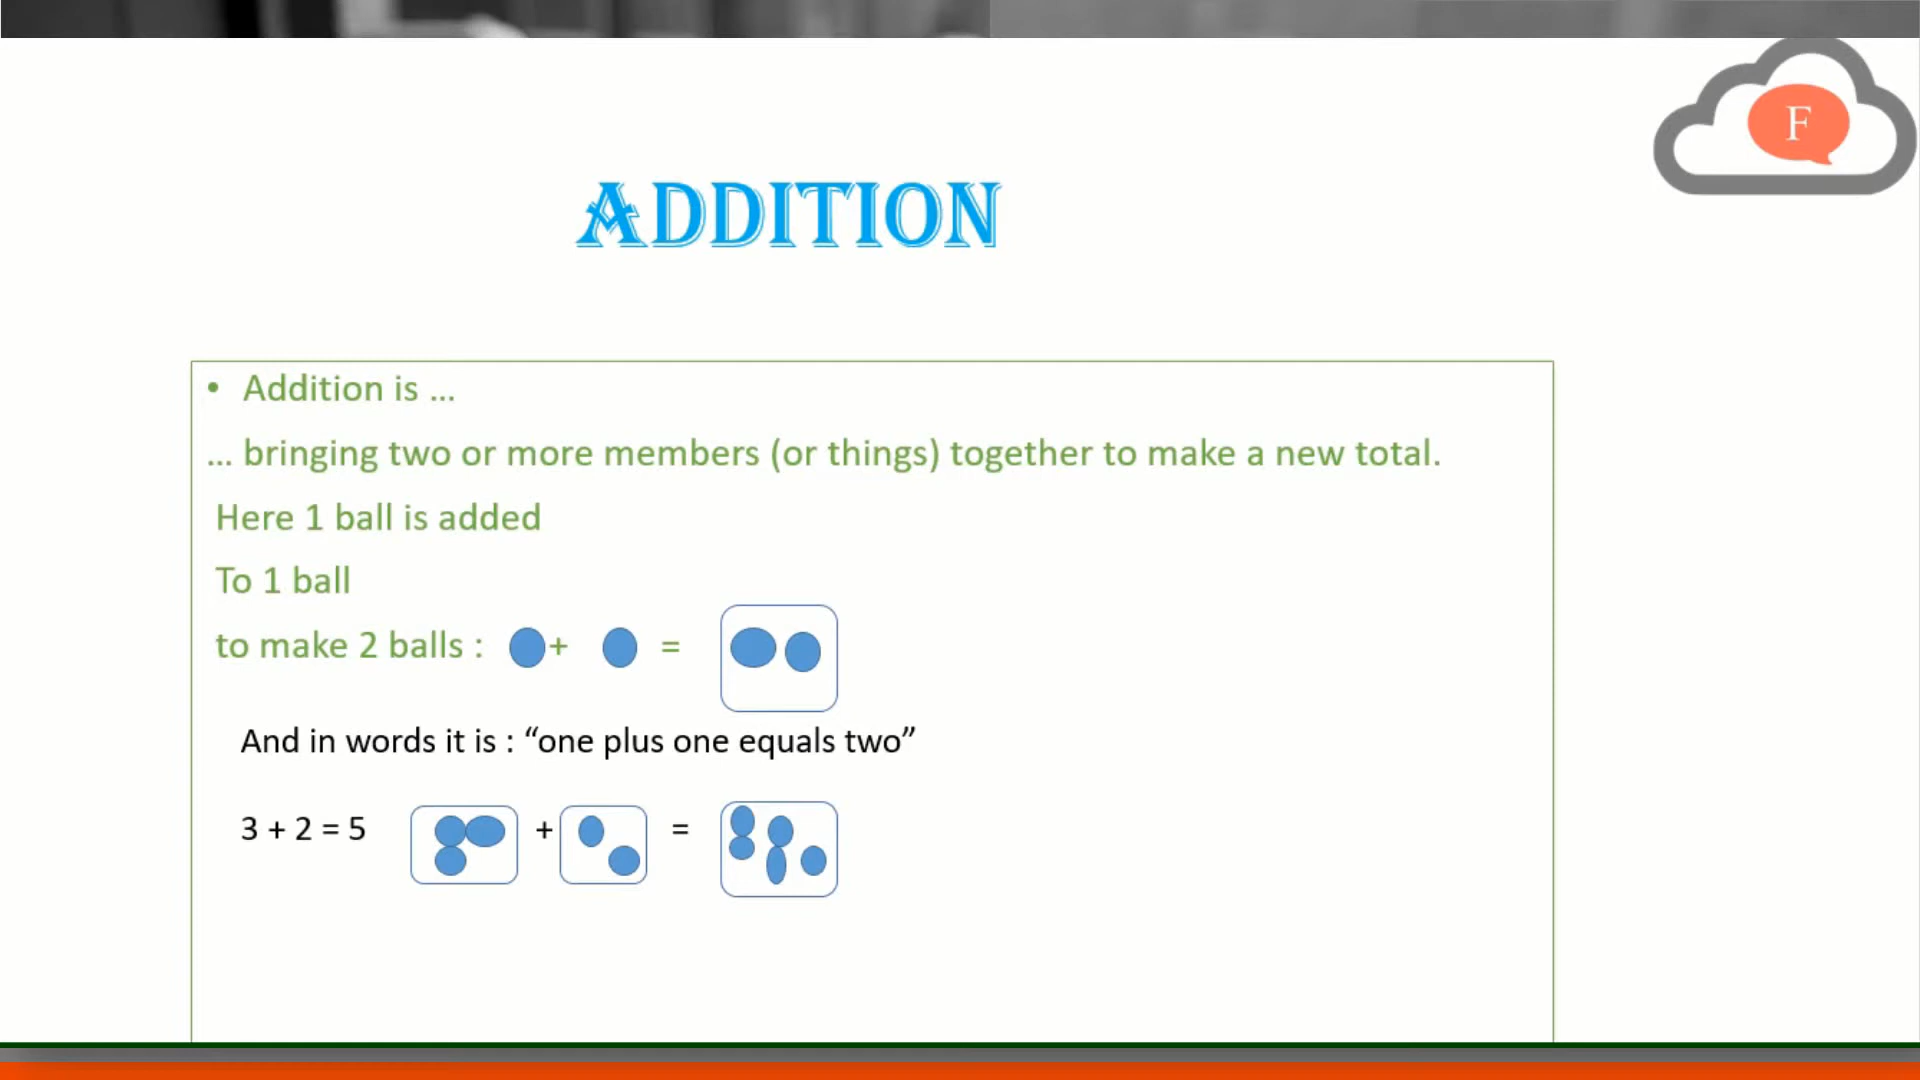 F
ADDITION
• Addition is ...
... bringing two or more members (or things) together to make a new total.
Here 1 ball is added
To 1 ball
to make 2 balls : + =
And in words it is : “one plus one equals two”
3 + 2 = 5 + =